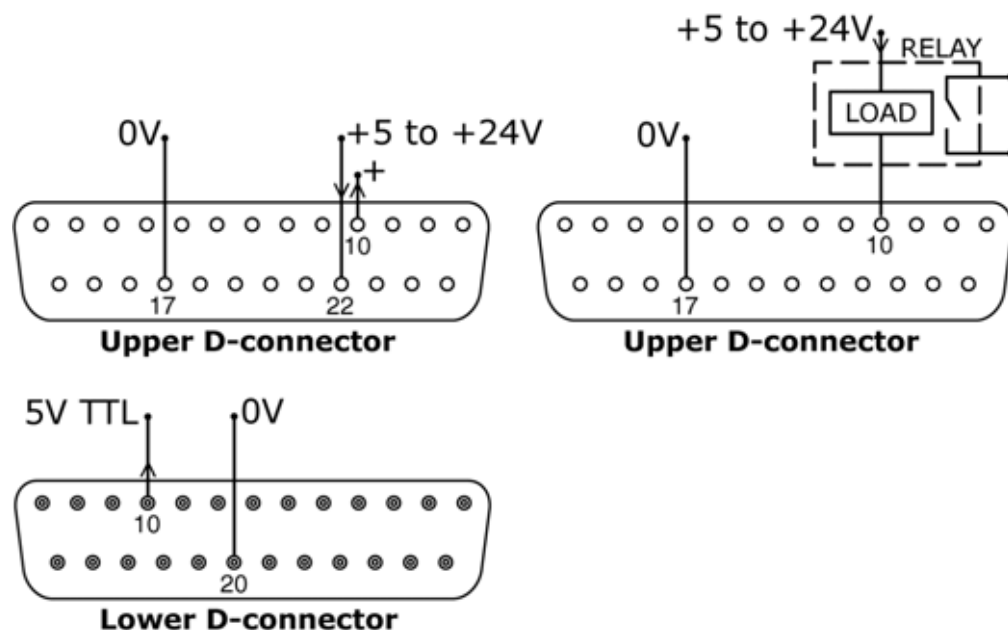 +5 to +24V
RELAY
LOAD
0V
+5 to +24V
+
0V
10
17
22
10
17
Upper D-connector
Upper D-connector
5V TTL
0V
10
20
Lower D-connector